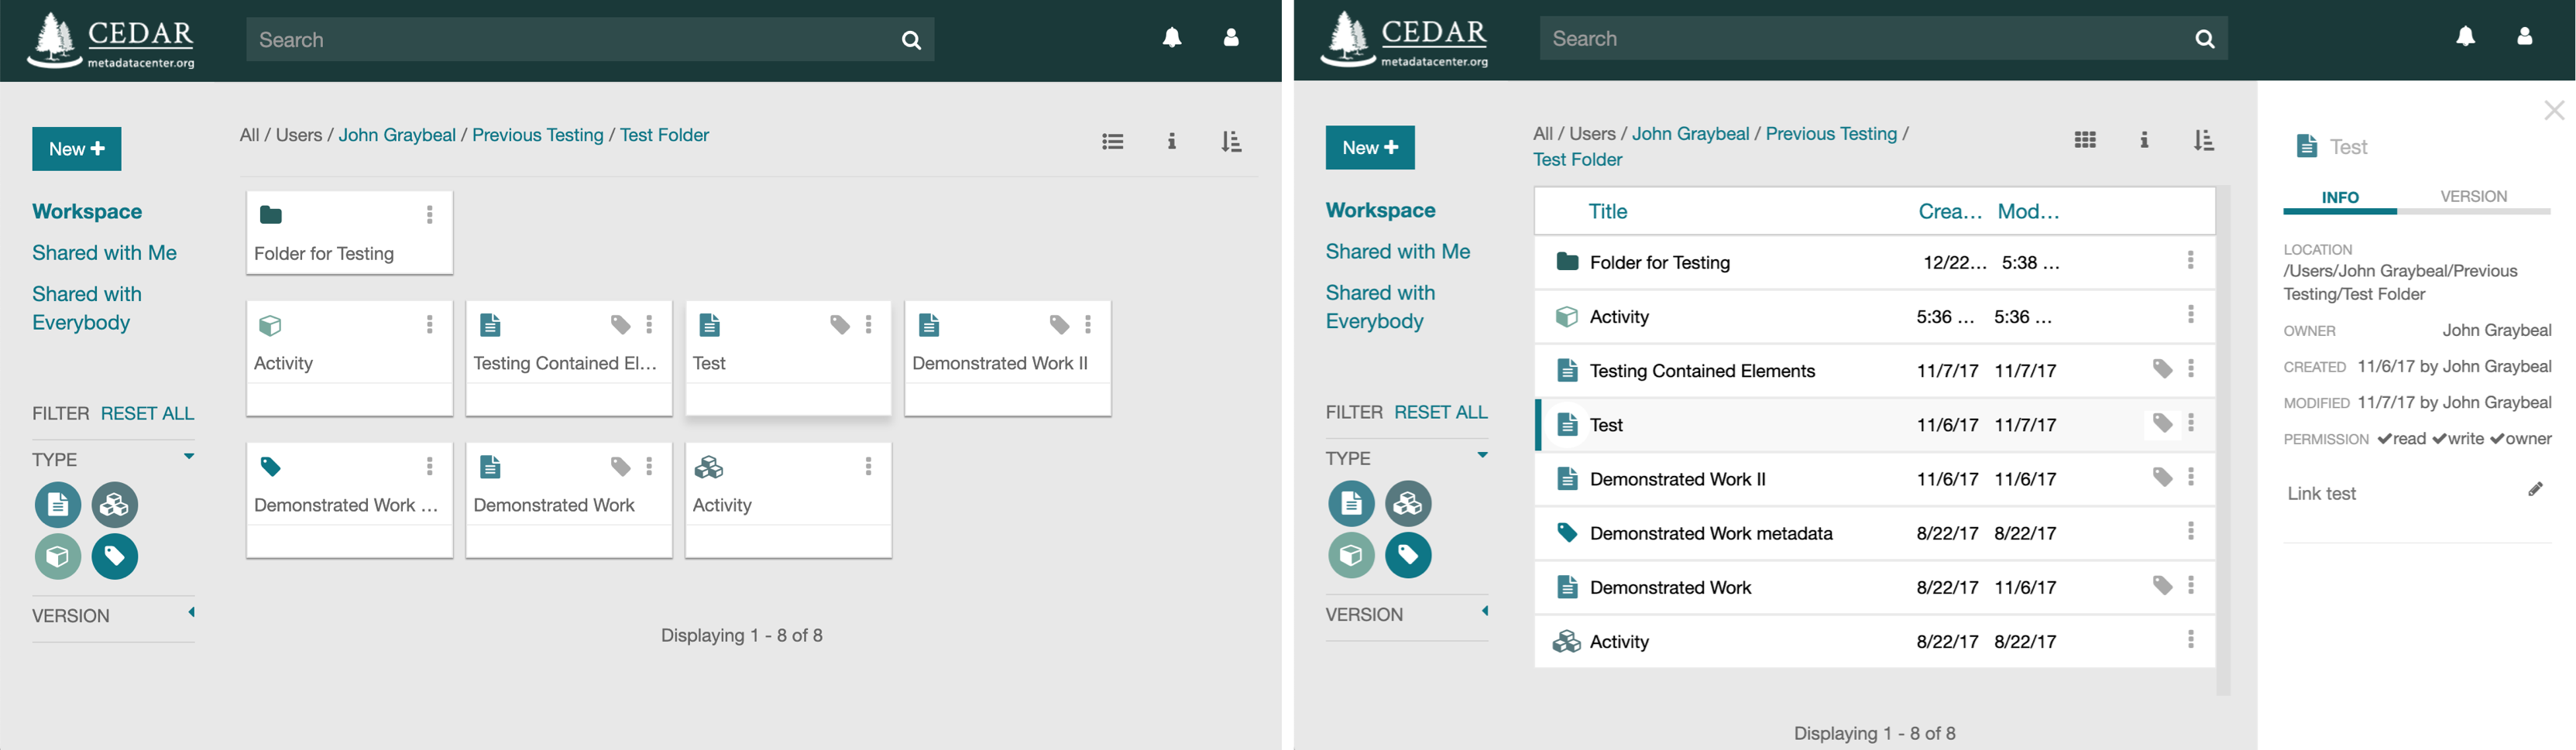 CEDAR
metadatacenter.org
Search
New +
All / Users / John Graybeal / Previous Testing / Test Folder
Workspace
Shared with Me
Shared with
Everybody
FILTER RESET ALL
TYPE
VERSION
Folder for Testing
Activity
Testing Contained El...
Test
Demonstrated Work II
Demonstrated Work ...
Demonstrated Work
Activity
Displaying 1 - 8 of 8
CEDAR
metadatacenter.org
Search
New +
All / Users / John Graybeal / Previous Testing /
Test Folder
Workspace
Shared with Me
Shared with
Everybody
FILTER RESET ALL
TYPE
VERSION
Title Crea... Mod...
Folder for Testing 12/22... 5:38 ...
Activity 5:36 ... 5:36 ...
Testing Contained Elements 11/7/17 11/7/17
Test 11/6/17 11/7/17
Demonstrated Work II 11/6/17 11/6/17
Demonstrated Work metadata 8/22/17 8/22/17
Demonstrated Work 8/22/17 11/6/17
Activity 8/22/17 8/22/17
Displaying 1 - 8 of 8
Test
INFO VERSION
LOCATION
/Users/John Graybeal/Previous
Testing/Test Folder
OWNER John Graybeal
CREATED 11/6/17 by John Graybeal
MODIFIED 11/7/17 by John Graybeal
PERMISSION ✔read ✔write ✔owner
Link test